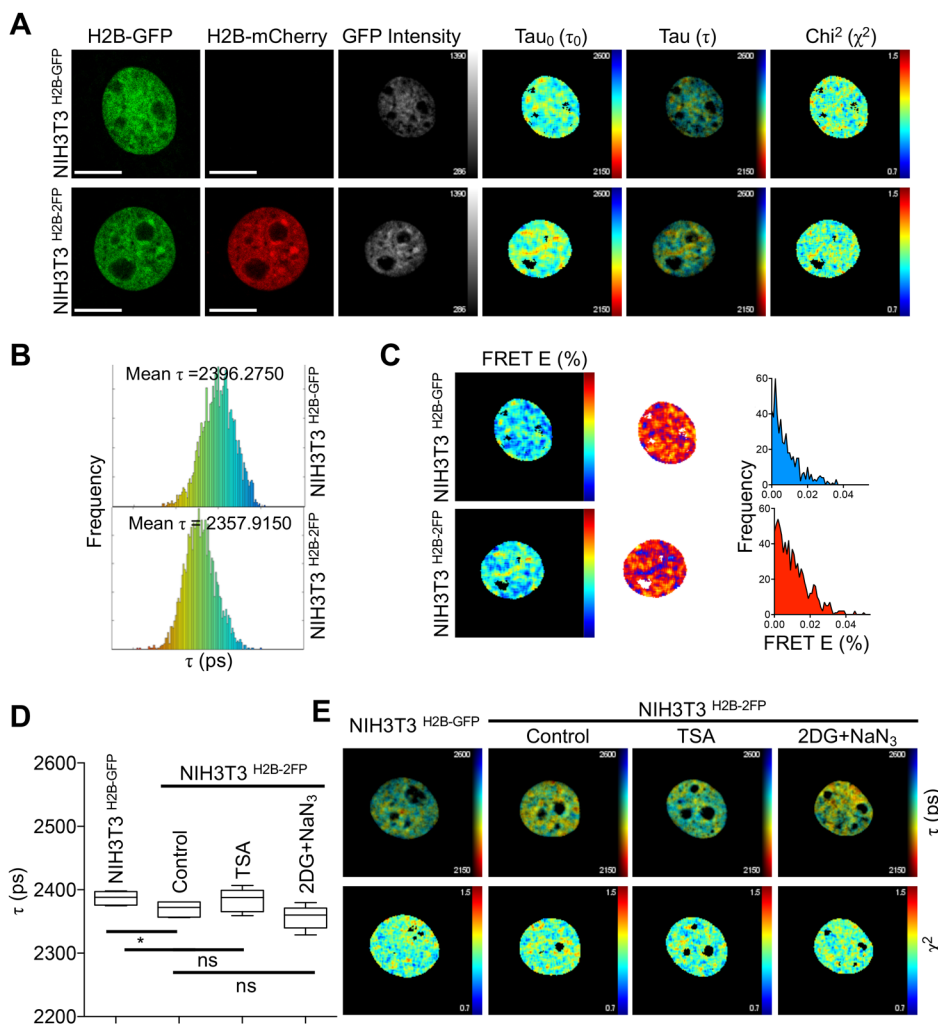 A
H2B-GFP H2B-mCherry GFP Intensity Tau₀ (τ₀) Tau (τ) Chi² (χ²)
NIH3T3 H2B-GFP
1390 2600 2600 1.5
286 2150 2150 0.7
NIH3T3 H2B-2FP
1390 2600 2600 1.5
286 2150 2150 0.7
B
Mean τ =2396.2750
NIH3T3 H2B-GFP
Mean τ = 2357.9150
NIH3T3 H2B-2FP
Frequency
τ (ps)
C
FRET E (%)
NIH3T3 H2B-GFP
NIH3T3 H2B-2FP
60
40
20
0
0.00 0.02 0.04
60
40
20
0
0.00 0.02 0.04
Frequency
FRET E (%)
D
NIH3T3 H2B-2FP
2600
2500
2400
2300
2200
τ (ps)
NIH3T3 H2B-GFP
Control
TSA
2DG+NaN₃
*
ns
ns
E
NIH3T3 H2B-2FP
NIH3T3 H2B-GFP
Control TSA 2DG+NaN₃
2600 2600 2600 2600
2150 2150 2150 2150
τ (ps)
1.5 1.5 1.5 1.5
0.7 0.7 0.7 0.7
χ²